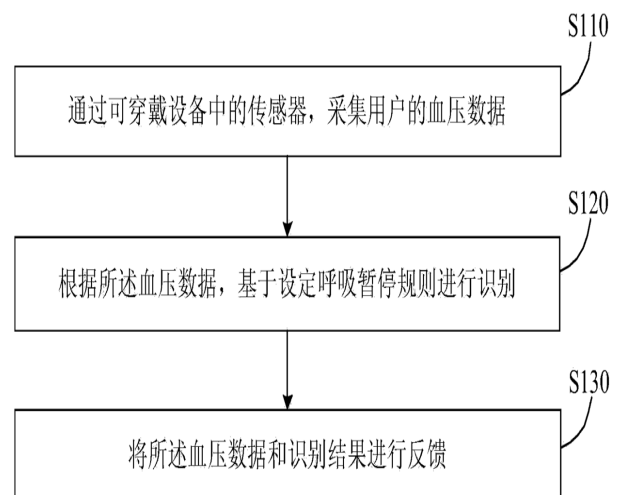 S110
通过可穿戴设备中的传感器，采集用户的血压数据
S120
根据所述血压数据，基于设定呼吸暂停规则进行识别
S130
将所述血压数据和识别结果进行反馈